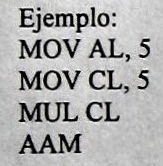 Ejemplo:
MOV AL, 5
MOV CL, 5
MUL CL
AAM